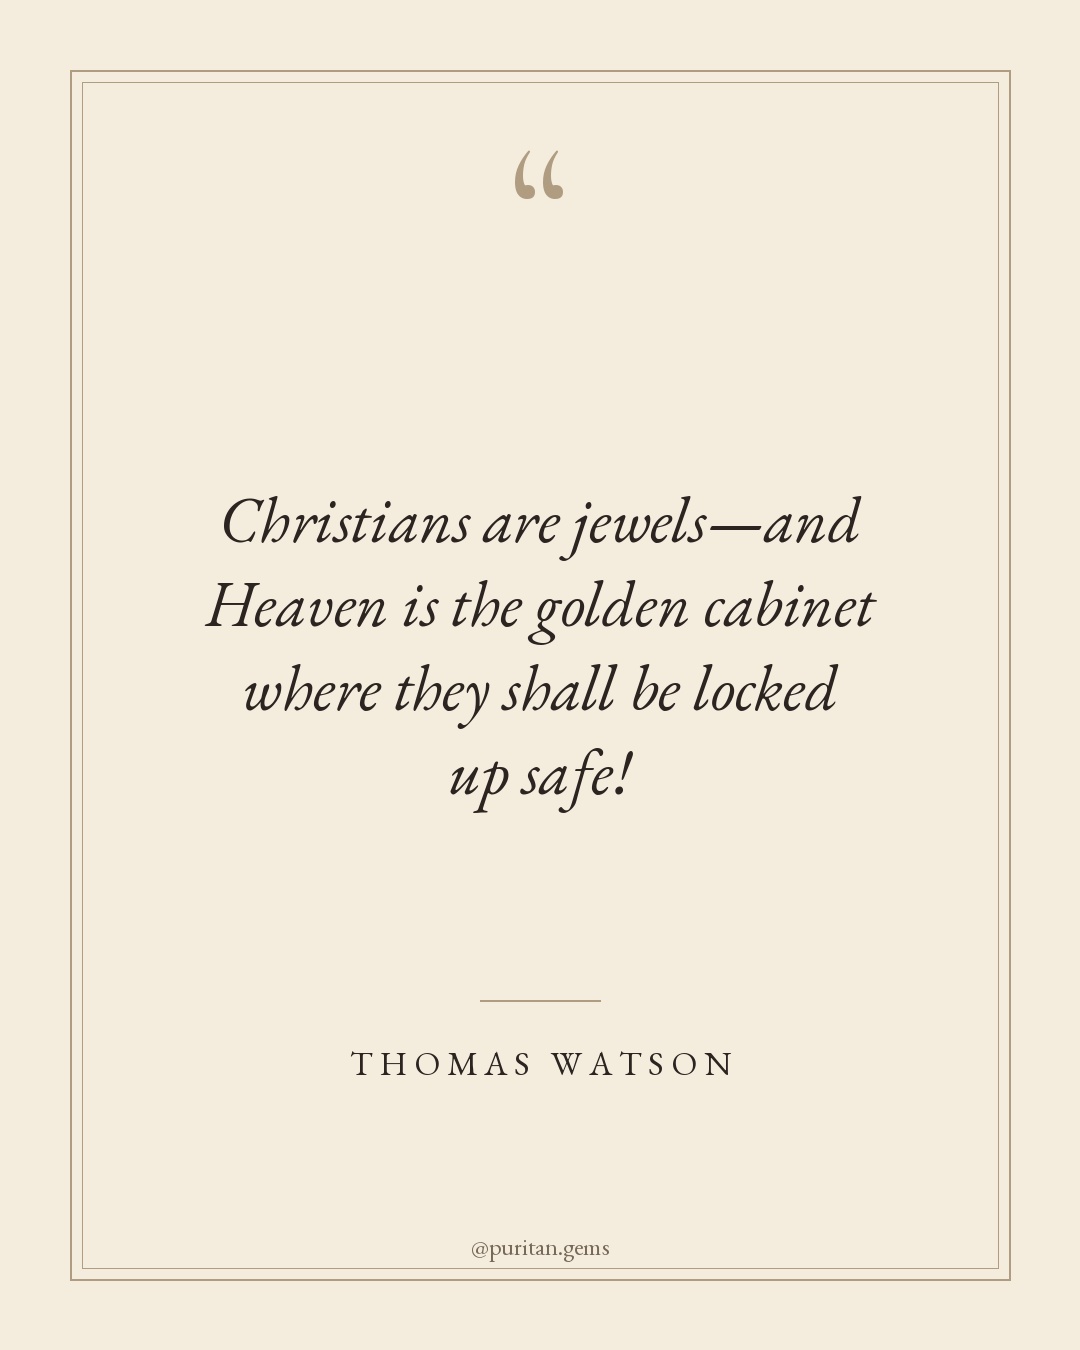 “
Christians are jewels—and
Heaven is the golden cabinet
where they shall be locked
up safe!
THOMAS WATSON
@puritan.gems